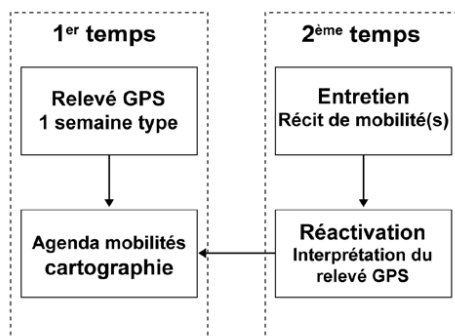 1er temps
Relevé GPS
1 semaine type
Agenda mobilités
cartographie
2ème temps
Entretien
Récit de mobilité(s)
Réactivation
Interprétation du
relevé GPS